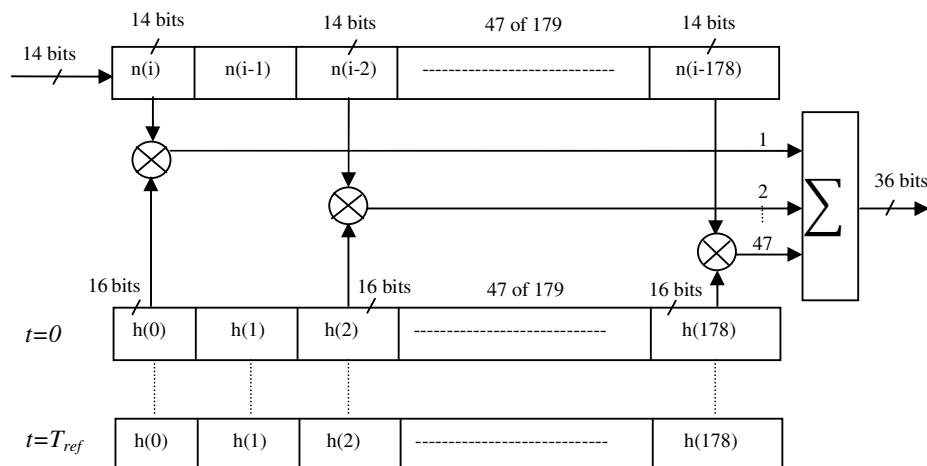 14 bits 14 bits 47 of 179 14 bits
14 bits
n(i) n(i-1) n(i-2) ------------------------------ n(i-178)
1
2
36 bits
∑
47
16 bits 16 bits 47 of 179 16 bits
t=0 h(0) h(1) h(2) ------------------------------ h(178)
t=T_ref h(0) h(1) h(2) ------------------------------ h(178)